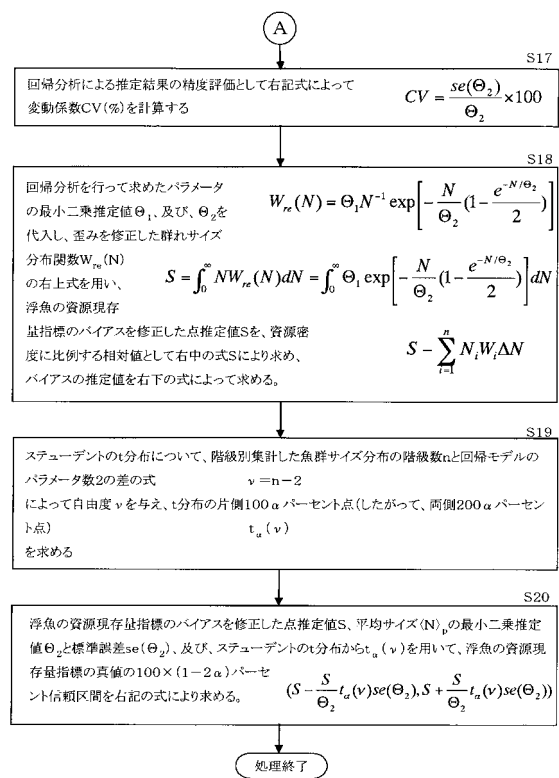 A
S17
回帰分析による推定結果の精度評価として右記式によって
変動係数CV(%)を計算する
CV = se(Θ₂)/Θ₂ ×100
S18
回帰分析を行って求めたパラメータ
の最小二乗推定値Θ₁、及び、Θ₂を
代入し、歪みを修正した群れサイズ
分布関数Wre(N)
の右上式を用い、
浮魚の資源現存
量指標のバイアスを修正した点推定値Sを、資源密
度に比例する相対値として右中の式Sにより求め、
バイアスの推定値を右下の式によって求める。
Wre(N) = Θ₁N⁻¹ exp[-N/Θ₂(1-e^{-N/Θ₂}/2)]
S = ∫₀^∞ NWre(N)dN = ∫₀^∞ Θ₁ exp[-N/Θ₂(1-e^{-N/Θ₂}/2)]dN
S - ∑_{i=1}^{n} NᵢWᵢΔN
S19
ステューデントのt分布について、階級別集計した魚群サイズ分布の階級数nと回帰モデルの
パラメータ数2の差の式 ν=n-2
によって自由度νを与え、t分布の片側100αパーセント点(したがって、両側200αパーセン
ト点) tα(ν)
を求める
S20
浮魚の資源現存量指標のバイアスを修正した点推定値S、平均サイズ⟨N⟩pの最小二乗推定
値Θ₂と標準誤差se(Θ₂)、及び、ステューデントのt分布からtα(ν)を用いて、浮魚の資源現
存量指標の真値の100×(1-2α)パーセ
ント信頼区間を右記の式により求める。
(S - S/Θ₂ tα(ν)se(Θ₂), S + S/Θ₂ tα(ν)se(Θ₂))
処理終了